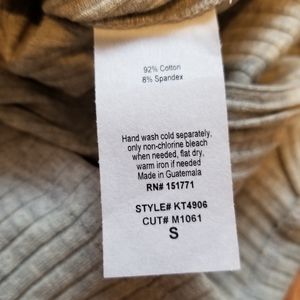 92% Cotton
8% Spandex
Hand wash cold separately,
only non-chlorine bleach
when needed, flat dry,
warm iron if needed
Made in Guatemala
RN# 151771
STYLE# KT4906
CUT# M1061
S